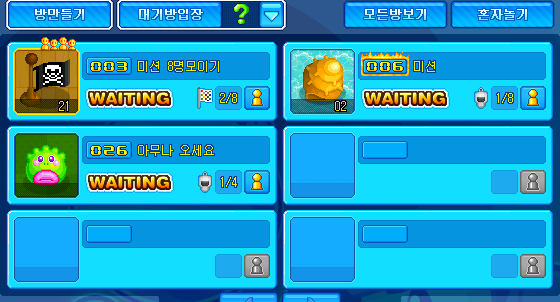 방만들기 대기방입장 ? 모든방보기 혼자놀기
003 미션 8명모이기
21 WAITING 2/8
006 미션
02 WAITING 1/8
026 아무나 오세요
WAITING 1/4